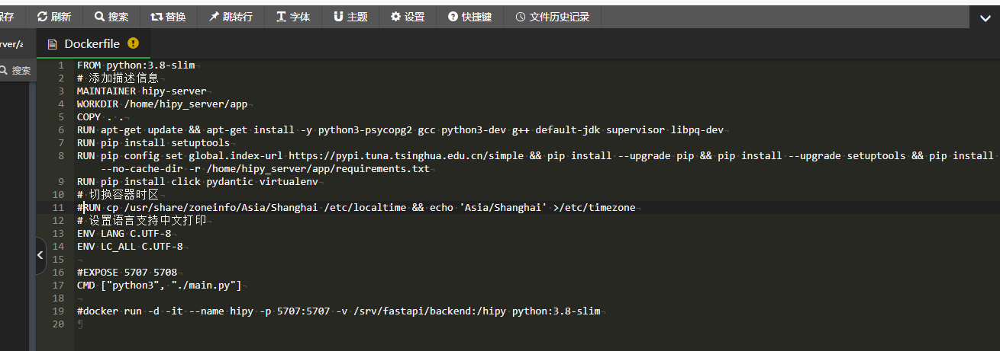 保存 刷新 搜索 替换 跳转行 字体 主题 设置 快捷键 文件历史记录
rver/a Dockerfile
搜索
1 FROM python:3.8-slim
2 # 添加描述信息
3 MAINTAINER hipy-server
4 WORKDIR /home/hipy_server/app
5 COPY . .
6 RUN apt-get update && apt-get install -y python3-psycopg2 gcc python3-dev g++ default-jdk supervisor libpq-dev
7 RUN pip install setuptools
8 RUN pip config set global.index-url https://pypi.tuna.tsinghua.edu.cn/simple && pip install --upgrade pip && pip install --upgrade setuptools && pip install
--no-cache-dir -r /home/hipy_server/app/requirements.txt
9 RUN pip install click pydantic virtualenv
10 # 切换容器时区
11 #RUN cp /usr/share/zoneinfo/Asia/Shanghai /etc/localtime && echo 'Asia/Shanghai' >/etc/timezone
12 # 设置语言支持中文打印
13 ENV LANG C.UTF-8
14 ENV LC_ALL C.UTF-8
15
16 #EXPOSE 5707 5708
17 CMD ["python3", "./main.py"]
18
19 #docker run -d -it --name hipy -p 5707:5707 -v /srv/fastapi/backend:/hipy python:3.8-slim
20